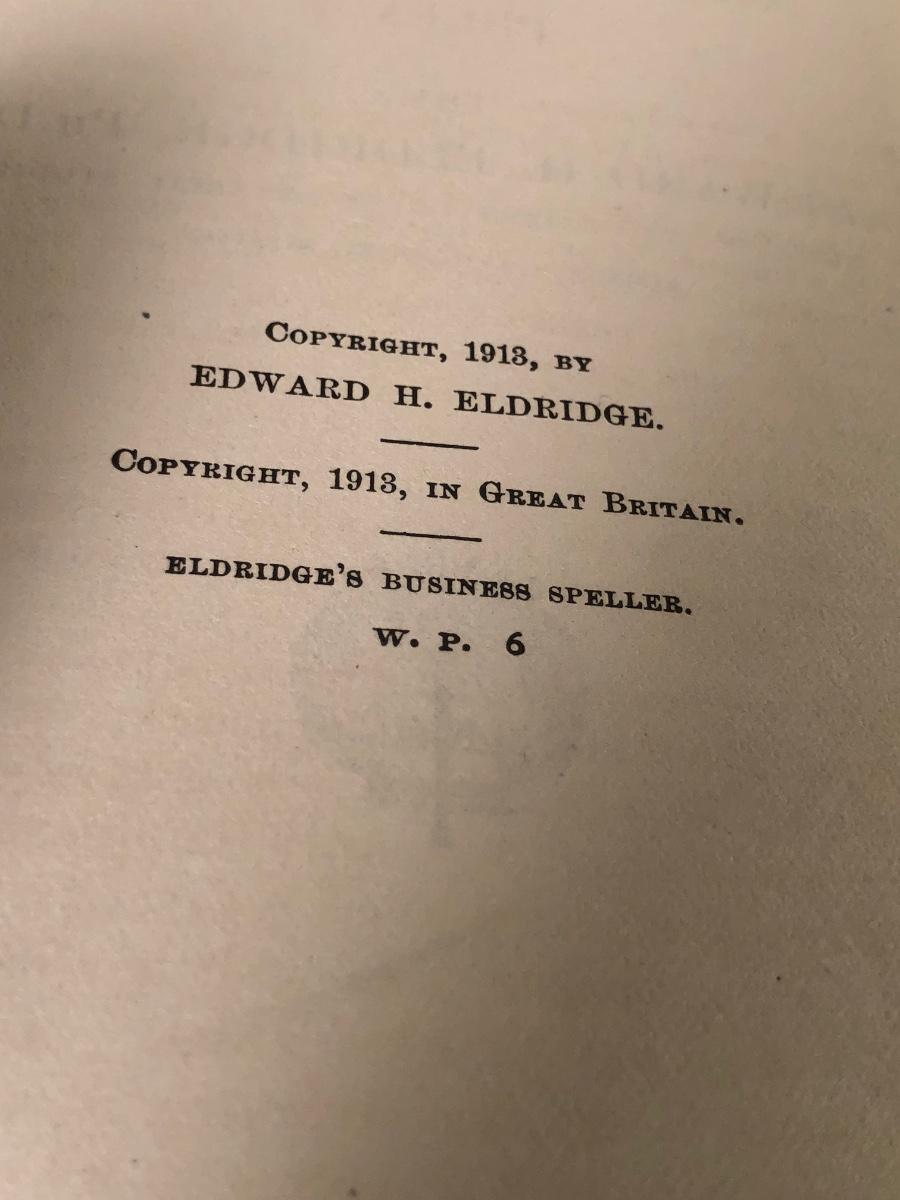 Copyright, 1913, by
EDWARD H. ELDRIDGE.
Copyright, 1913, in Great Britain.
ELDRIDGE'S BUSINESS SPELLER.
W. P. 6